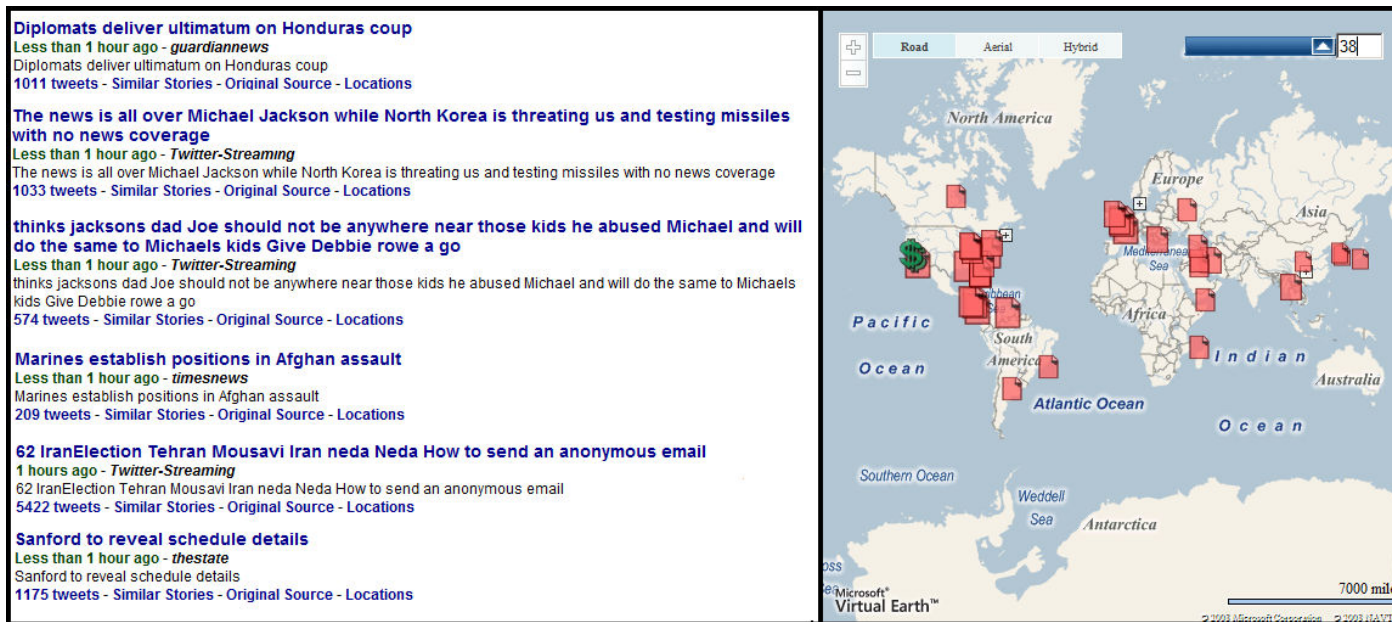 Diplomats deliver ultimatum on Honduras coup
Less than 1 hour ago - guardiannews
Diplomats deliver ultimatum on Honduras coup
1011 tweets - Similar Stories - Original Source - Locations
The news is all over Michael Jackson while North Korea is threating us and testing missiles
with no news coverage
Less than 1 hour ago - Twitter-Streaming
The news is all over Michael Jackson while North Korea is threating us and testing missiles with no news coverage
1033 tweets - Similar Stories - Original Source - Locations
thinks jacksons dad Joe should not be anywhere near those kids he abused Michael and will
do the same to Michaels kids Give Debbie rowe a go
Less than 1 hour ago - Twitter-Streaming
thinks jacksons dad Joe should not be anywhere near those kids he abused Michael and will do the same to Michaels
kids Give Debbie rowe a go
574 tweets - Similar Stories - Original Source - Locations
Marines establish positions in Afghan assault
Less than 1 hour ago - timesnews
Marines establish positions in Afghan assault
209 tweets - Similar Stories - Original Source - Locations
62 IranElection Tehran Mousavi Iran neda Neda How to send an anonymous email
1 hours ago - Twitter-Streaming
62 IranElection Tehran Mousavi Iran neda Neda How to send an anonymous email
5422 tweets - Similar Stories - Original Source - Locations
Sanford to reveal schedule details
Less than 1 hour ago - thestate
Sanford to reveal schedule details
1175 tweets - Similar Stories - Original Source - Locations
Road Aerial Hybrid 38
North America
Europe
Asia
Sea
Africa
Pacific
Ocean
South
America
Indian
Ocean
Australia
Atlantic Ocean
Southern Ocean
Weddell
Sea
Antarctica
Microsoft®
Virtual Earth™
7000 mile
© 2008 Microsoft Corporation © 2008 NAVT